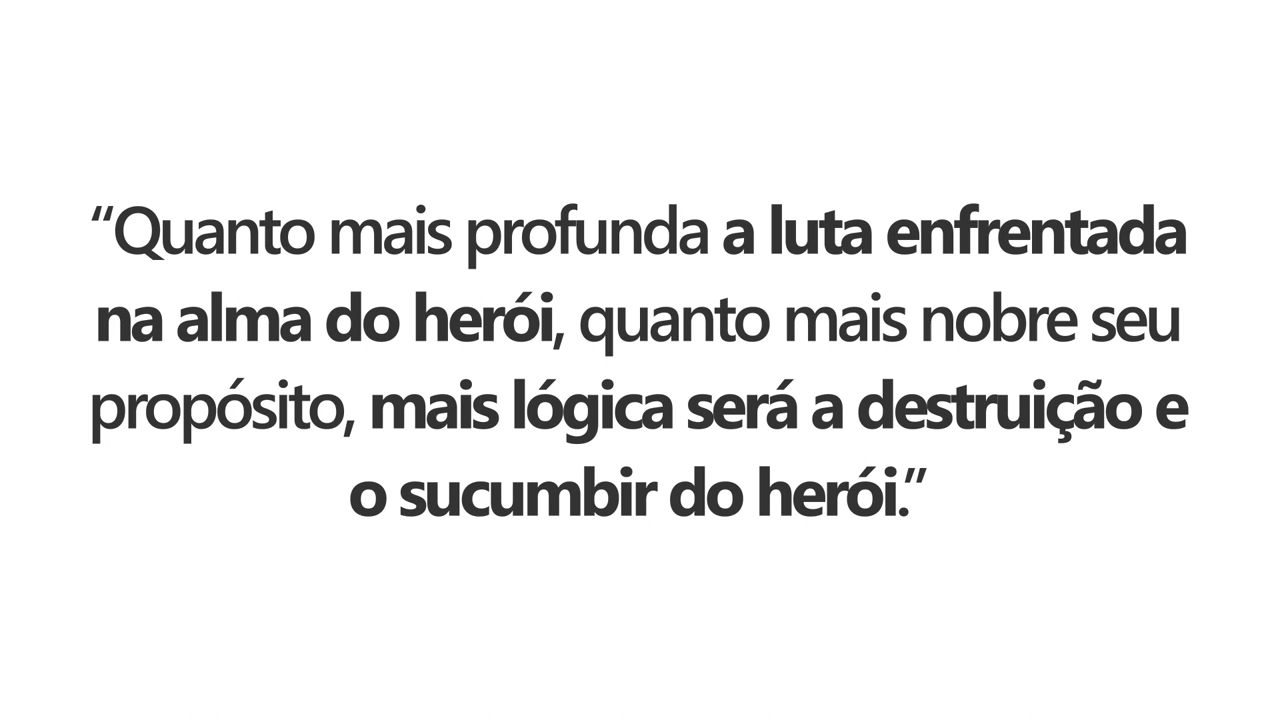 “Quanto mais profunda a luta enfrentada
na alma do herói, quanto mais nobre seu
propósito, mais lógica será a destruição e
o sucumbir do herói.”